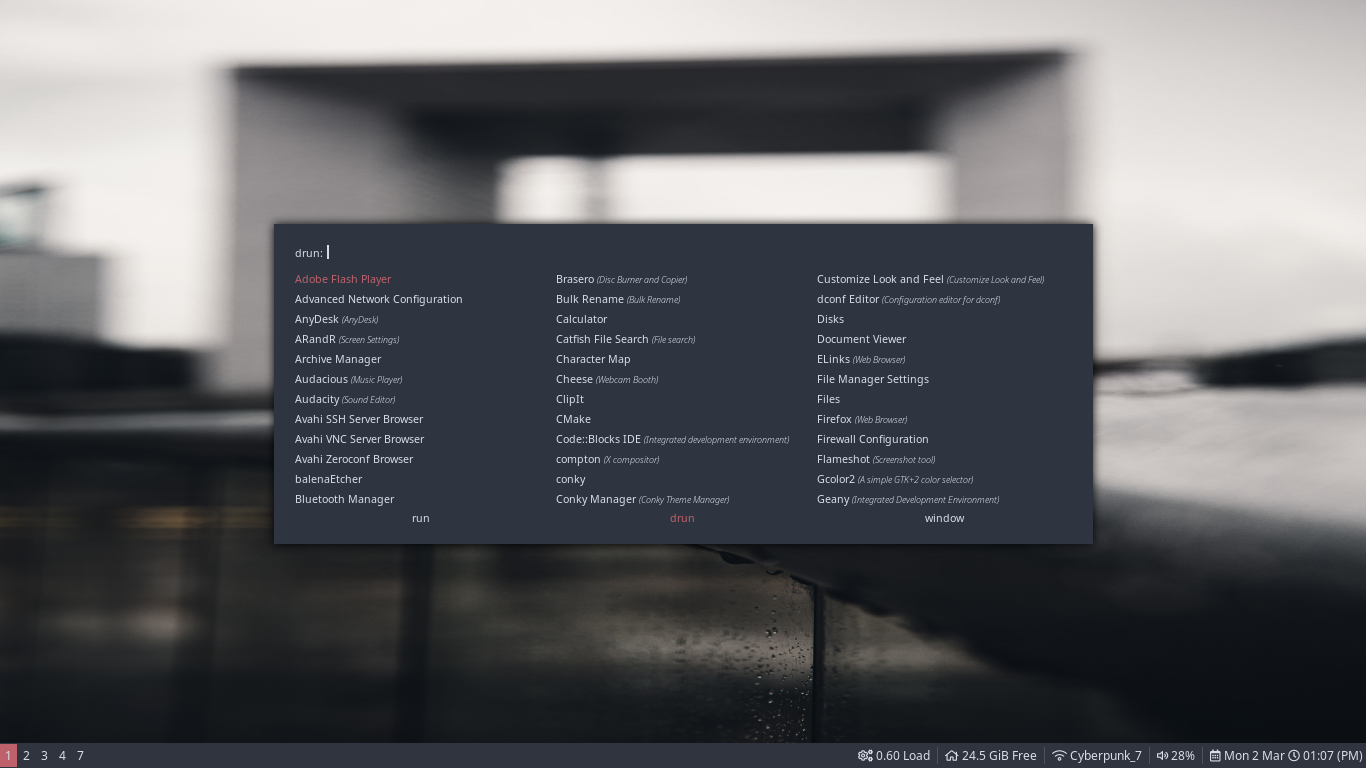 drun:
Adobe Flash Player
Advanced Network Configuration
AnyDesk (AnyDesk)
ARandR (Screen Settings)
Archive Manager
Audacious (Music Player)
Audacity (Sound Editor)
Avahi SSH Server Browser
Avahi VNC Server Browser
Avahi Zeroconf Browser
balenaEtcher
Bluetooth Manager
Brasero (Disc Burner and Copier)
Bulk Rename (Bulk Rename)
Calculator
Catfish File Search (File search)
Character Map
Cheese (Webcam Booth)
ClipIt
CMake
Code::Blocks IDE (Integrated development environment)
compton (X compositor)
conky
Conky Manager (Conky Theme Manager)
Customize Look and Feel (Customize Look and Feel)
dconf Editor (Configuration editor for dconf)
Disks
Document Viewer
ELinks (Web Browser)
File Manager Settings
Files
Firefox (Web Browser)
Firewall Configuration
Flameshot (Screenshot tool)
Gcolor2 (A simple GTK+2 color selector)
Geany (Integrated Development Environment)
run drun window
1 2 3 4 7 0.60 Load 24.5 GiB Free Cyberpunk_7 28% Mon 2 Mar 01:07 (PM)